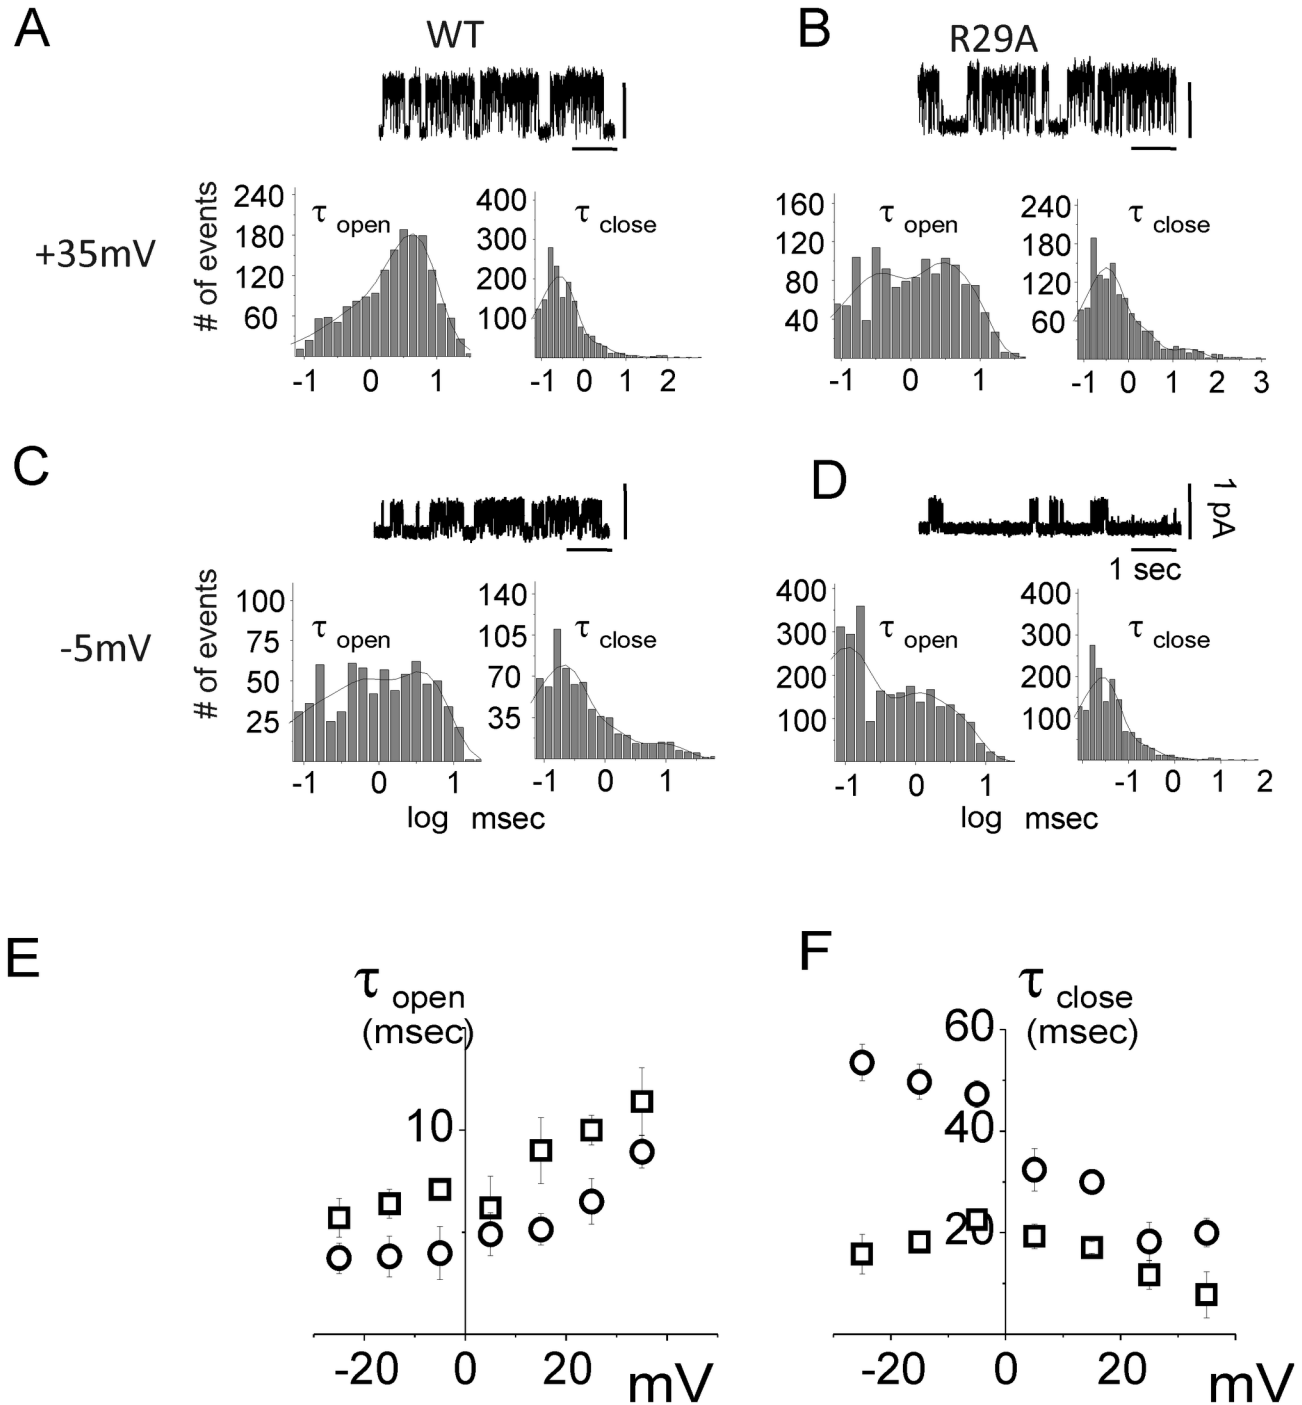 A
WT
B
R29A
+35mV
# of events
240
180
120
60
τ open
-1 0 1
400
300
200
100
τ close
-1 0 1 2
160
120
80
40
τ open
-1 0 1
240
180
120
60
τ close
-1 0 1 2 3
C
D
1 pA
1 sec
-5mV
# of events
100
75
50
25
τ open
-1 0 1
140
105
70
35
τ close
-1 0 1
log msec
400
300
200
100
τ open
-1 0 1
400
300
200
100
τ close
-1 0 1 2
log msec
E
τ open
(msec)
10
-20 0 20 mV
F
τ close
(msec)
60
40
20
-20 0 20 mV